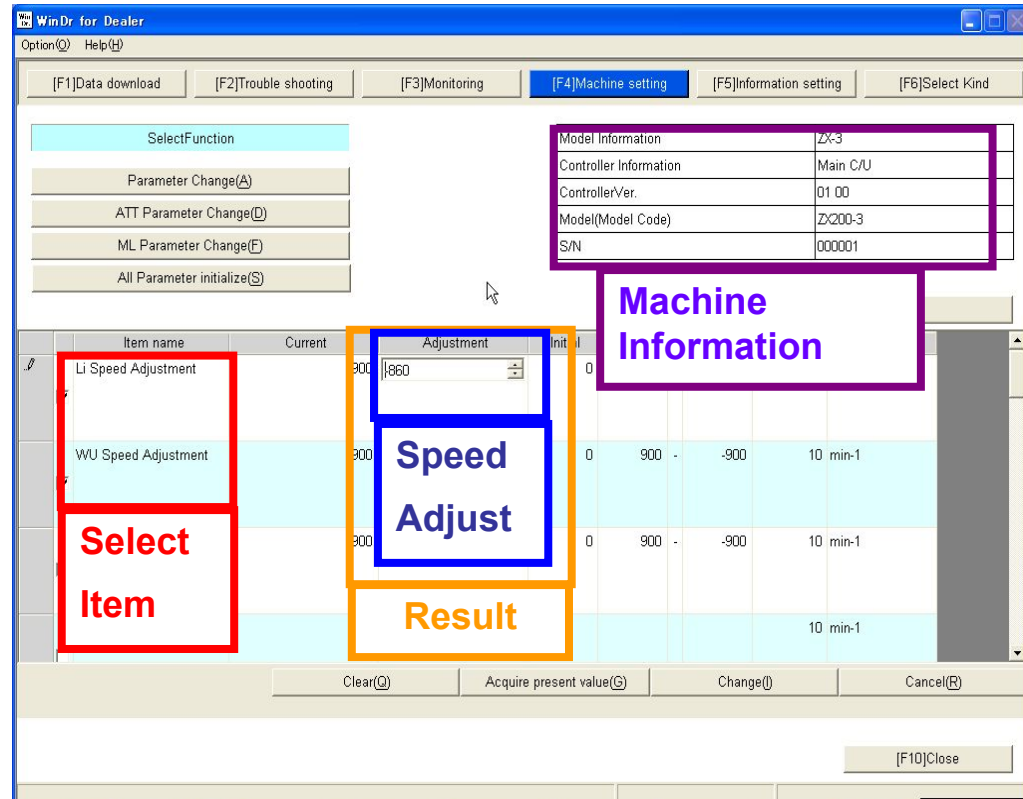 Win Dr. WinDr for Dealer
Option(O) Help(H)
[F1]Data download [F2]Trouble shooting [F3]Monitoring [F4]Machine setting [F5]Information setting [F6]Select Kind
SelectFunction
Parameter Change(A)
ATT Parameter Change(D)
ML Parameter Change(F)
All Parameter initialize(S)
Model Information ZX-3
Controller Information Main C/U
ControllerVer. 01 00
Model(Model Code) ZX200-3
S/N 000001
Machine
Information
Item name Current Adjustment Initial
Li Speed Adjustment 900 -860 0
WU Speed Adjustment 900 0 900 - -900 10 min-1
Speed
Adjust
900 0 900 - -900 10 min-1
Select
Item
Result
10 min-1
Clear(Q) Acquire present value(G) Change(I) Cancel(R)
[F10]Close